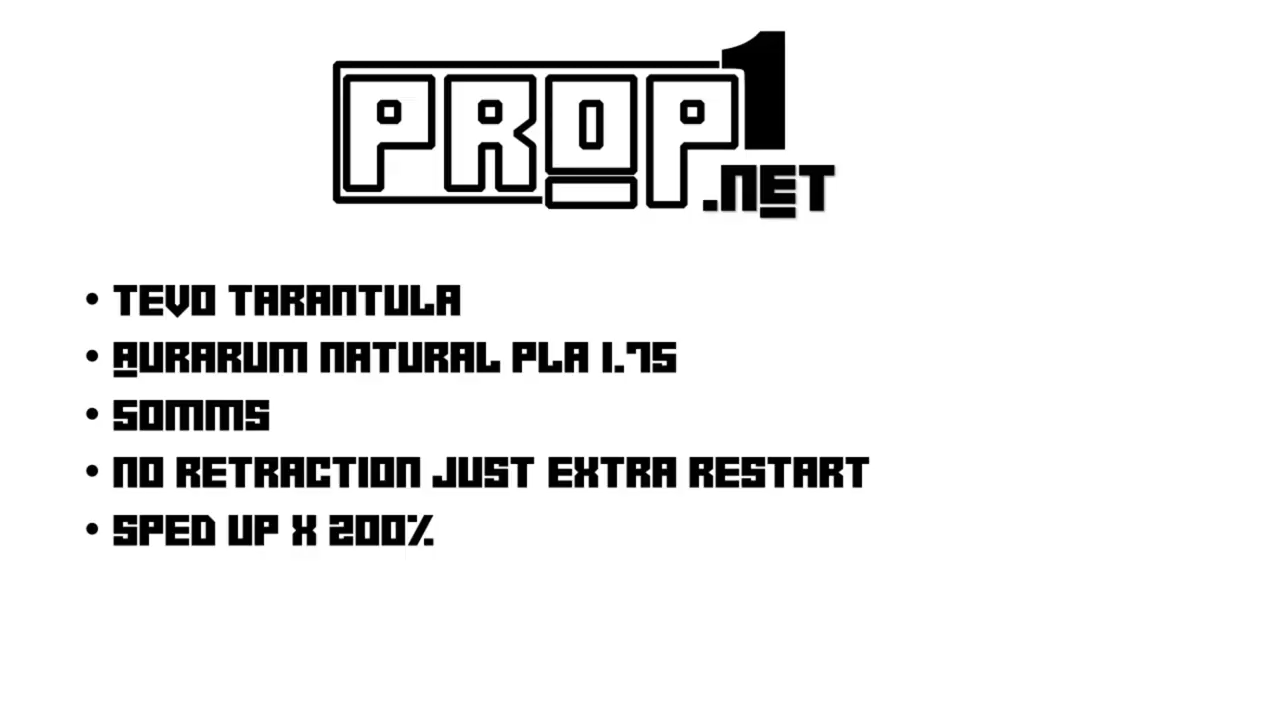 PROP1
.NET
• TEVO TARANTULA
• AURARUM NATURAL PLA 1.75
• 50MMS
• NO RETRACTION JUST EXTRA RESTART
• SPED UP X 200%